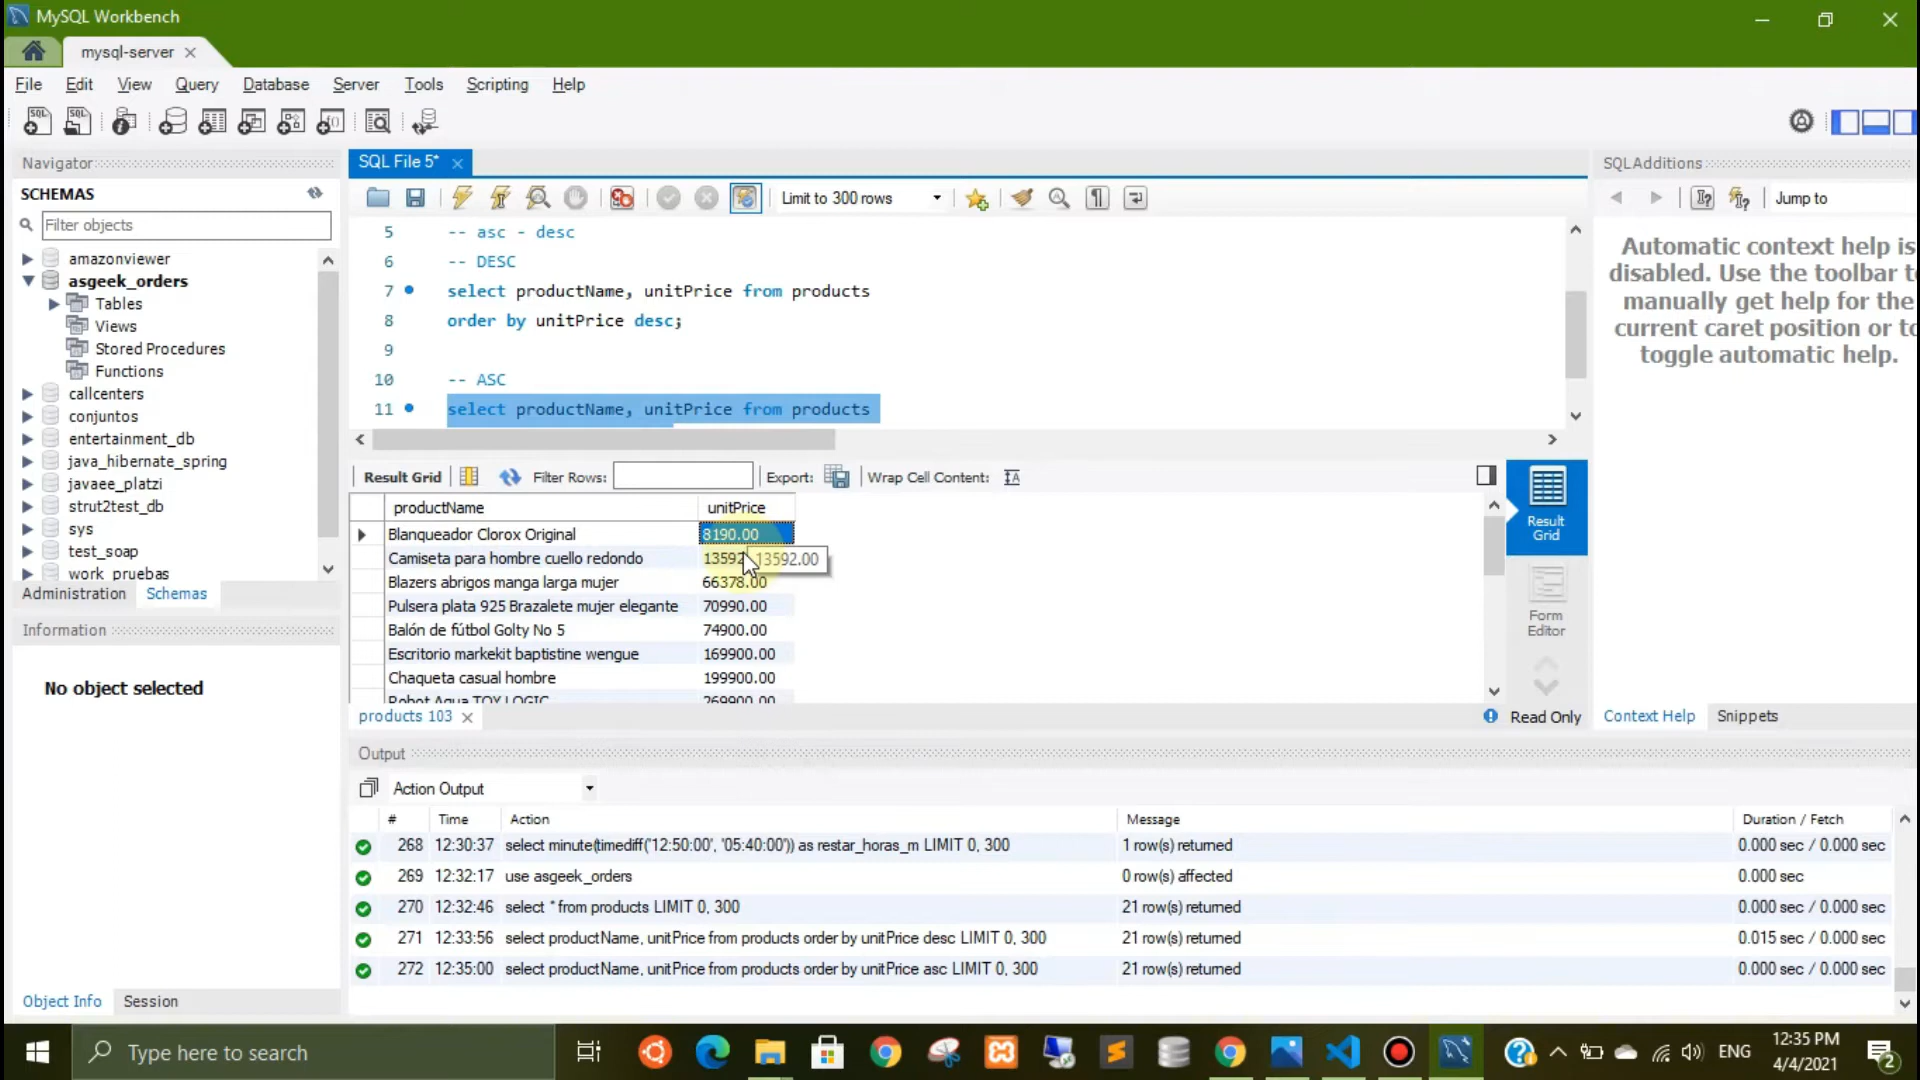 MySQL Workbench
mysql-server
File Edit View Query Database Server Tools Scripting Help
Navigator
SCHEMAS
Filter objects
amazonviewer
asgeek_orders
Tables
Views
Stored Procedures
Functions
callcenters
conjuntos
entertainment_db
java_hibernate_spring
javaee_platzi
strut2test_db
sys
test_soap
work_pruebas
Administration Schemas
Information
No object selected
Object Info Session
SQL File 5*
Limit to 300 rows
5 -- asc - desc
6 -- DESC
7 select productName, unitPrice from products
8 order by unitPrice desc;
9
10 -- ASC
11 select productName, unitPrice from products
Result Grid Filter Rows: Export: Wrap Cell Content:
productName unitPrice
Blanqueador Clorox Original 8190.00
Camiseta para hombre cuello redondo 13592 13592.00
Blazers abrigos manga larga mujer 66378.00
Pulsera plata 925 Brazalete mujer elegante 70990.00
Balón de fútbol Golty No 5 74900.00
Escritorio markekit baptistine wengue 169900.00
Chaqueta casual hombre 199900.00
Robot Aqua TOY LOGIC 269900.00
Result
Grid
Form
Editor
products 103 Read Only
SQLAdditions
Jump to
Automatic context help is
disabled. Use the toolbar t
manually get help for the
current caret position or to
toggle automatic help.
Context Help Snippets
Output
Action Output
# Time Action Message Duration / Fetch
268 12:30:37 select minute(timediff('12:50:00', '05:40:00')) as restar_horas_m LIMIT 0, 300 1 row(s) returned 0.000 sec / 0.000 sec
269 12:32:17 use asgeek_orders 0 row(s) affected 0.000 sec
270 12:32:46 select * from products LIMIT 0, 300 21 row(s) returned 0.000 sec / 0.000 sec
271 12:33:56 select productName, unitPrice from products order by unitPrice desc LIMIT 0, 300 21 row(s) returned 0.015 sec / 0.000 sec
272 12:35:00 select productName, unitPrice from products order by unitPrice asc LIMIT 0, 300 21 row(s) returned 0.000 sec / 0.000 sec
Type here to search
ENG
12:35 PM
4/4/2021
2